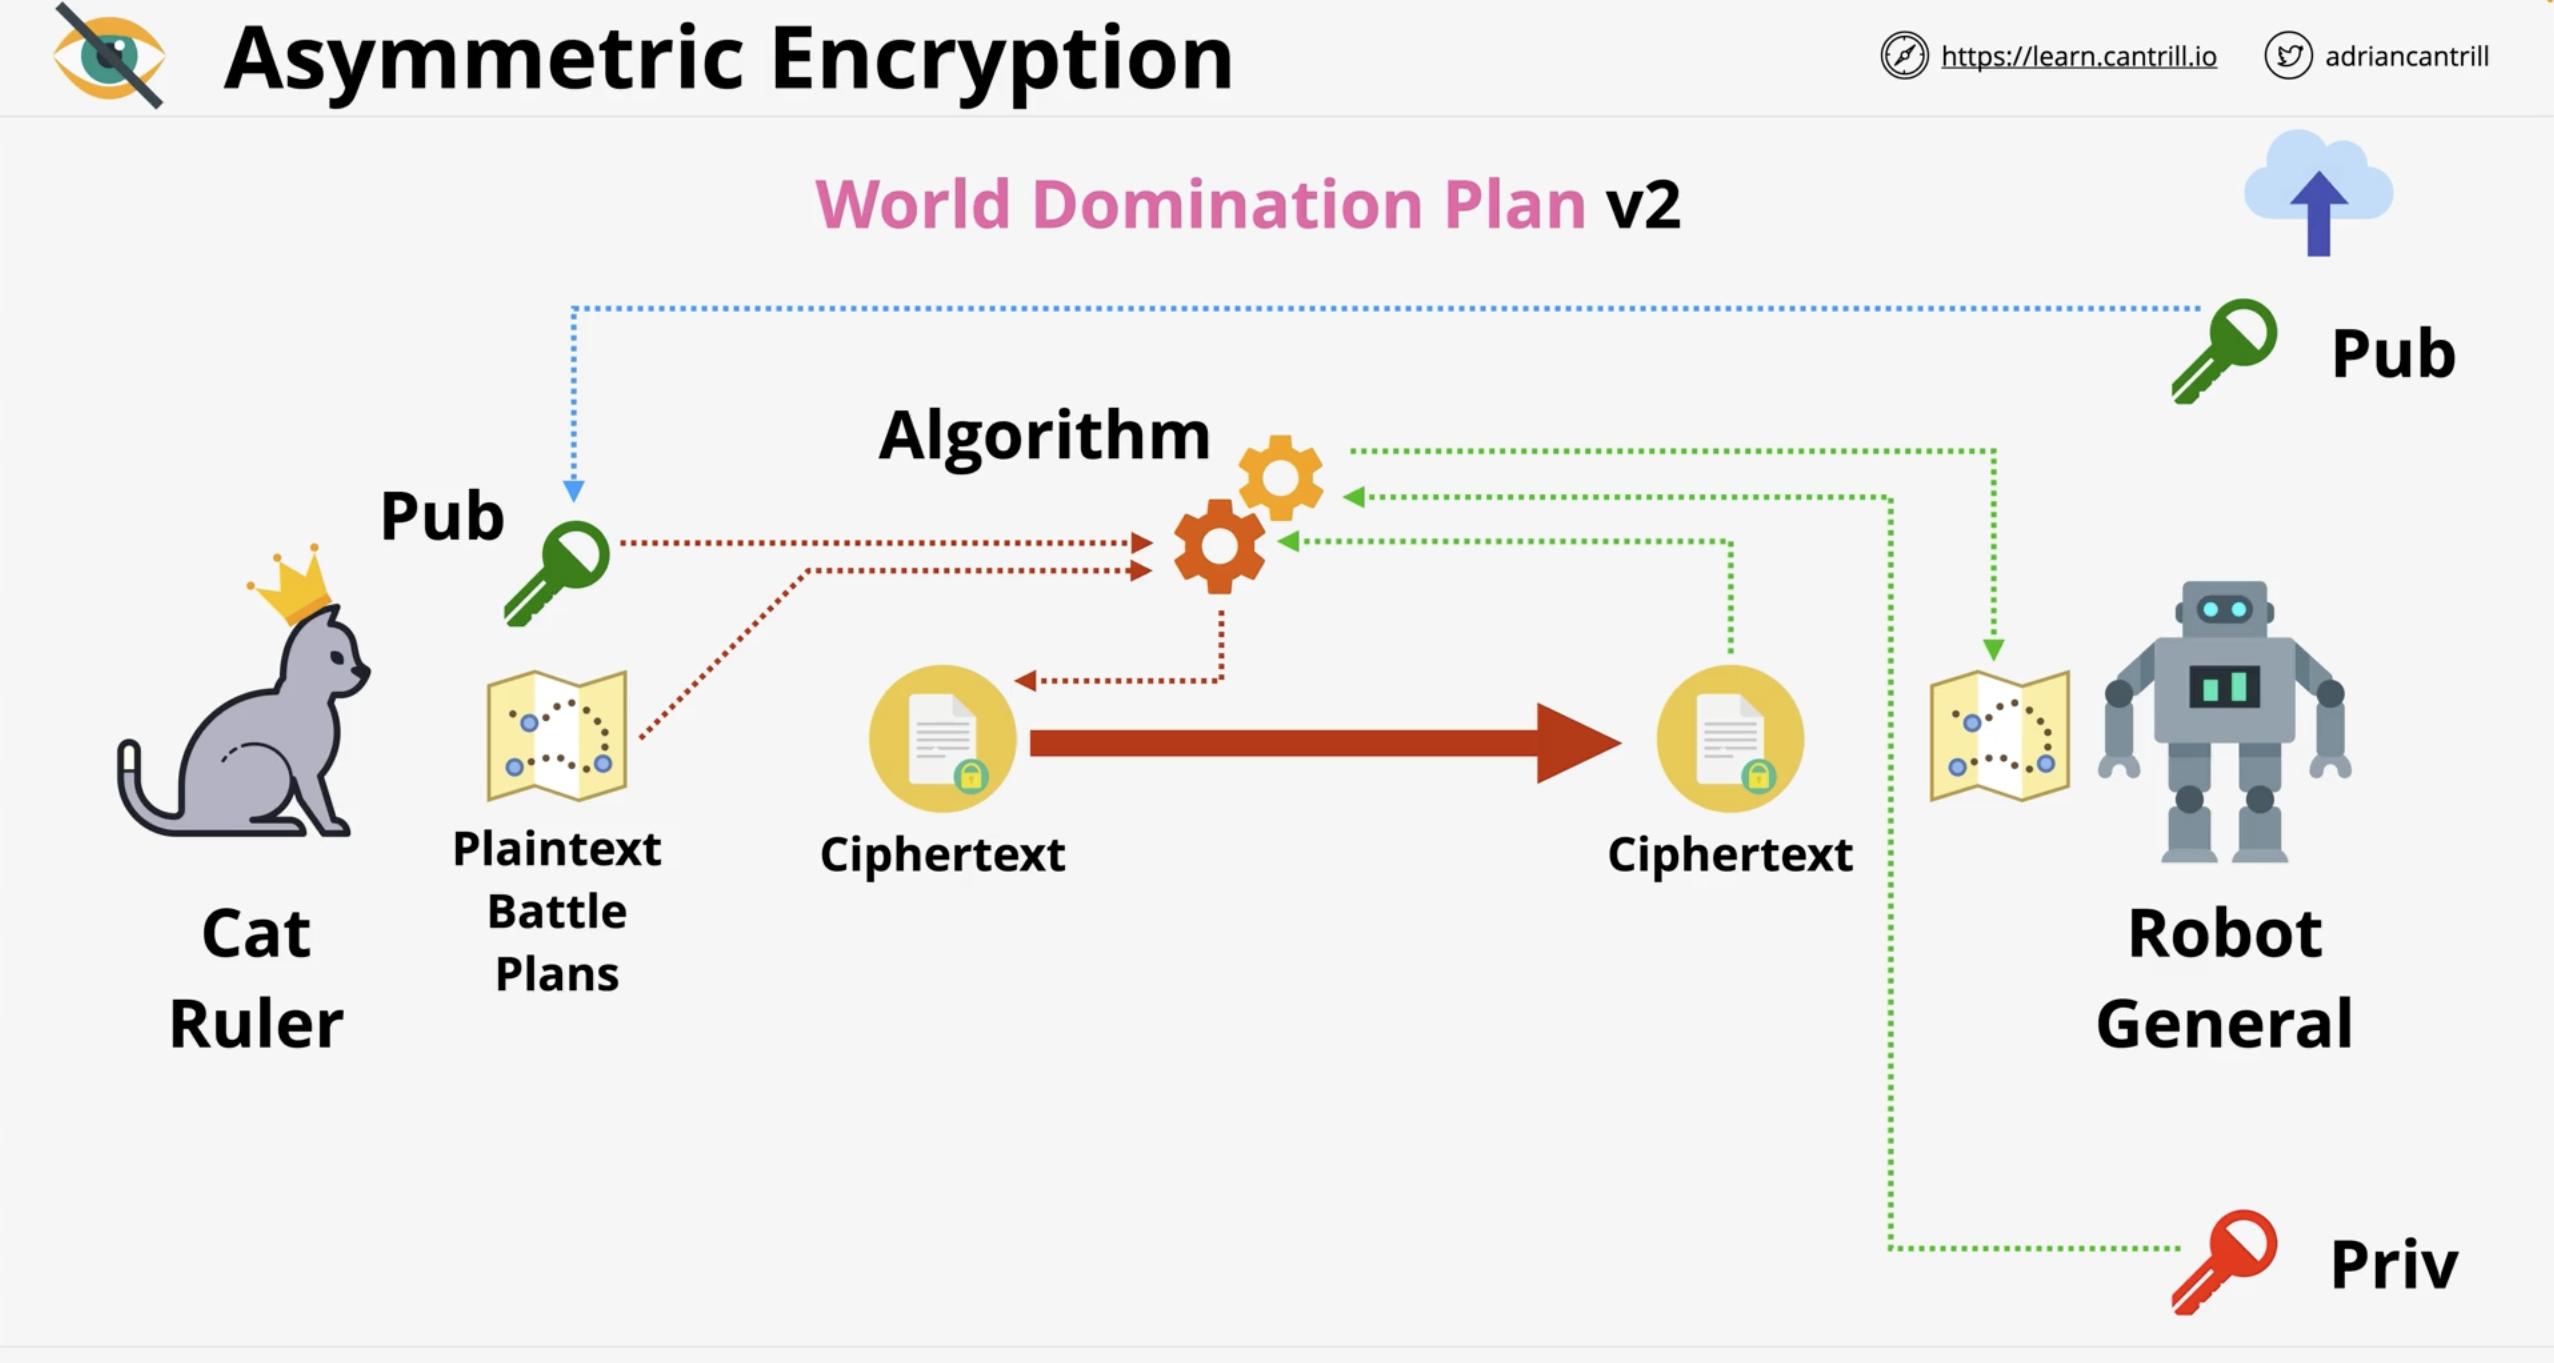 Asymmetric Encryption
https://learn.cantrill.io
adriancantrill
World Domination Plan v2
Pub
Algorithm
Pub
Plaintext
Battle
Plans
Ciphertext
Ciphertext
Cat
Ruler
Robot
General
Priv